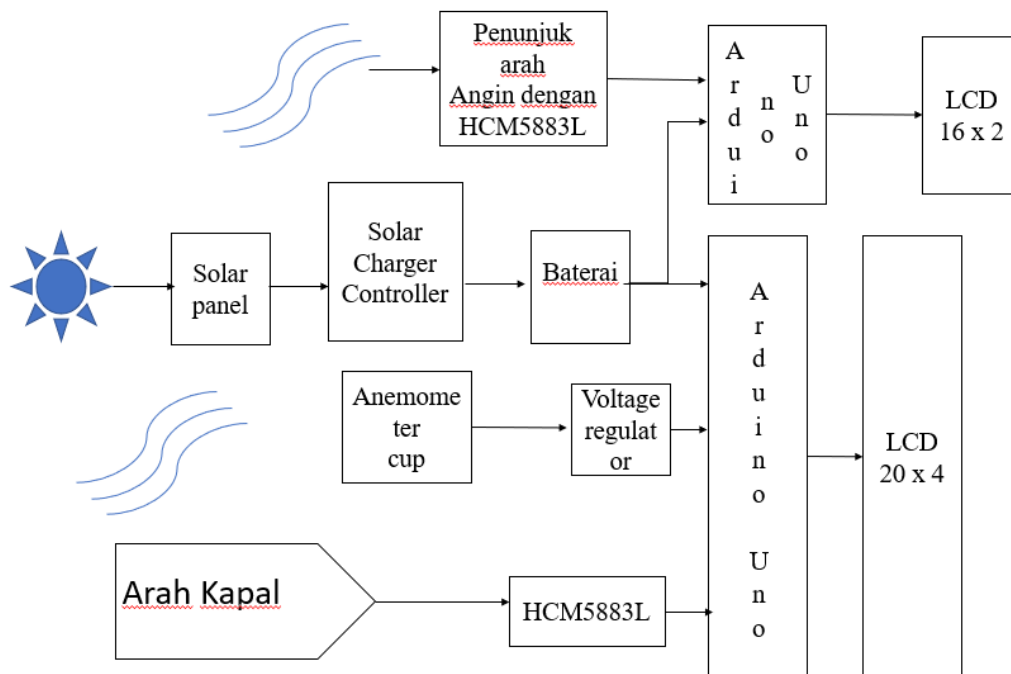 Penunjuk
arah
Angin dengan
HCM5883L
A
r
d
u
i
n
o
U
n
o
LCD
16 x 2
Solar
panel
Solar
Charger
Controller
Baterai
Anemome
ter
cup
Voltage
regulat
or
A
r
d
u
i
n
o
U
n
o
LCD
20 x 4
Arah Kapal
HCM5883L